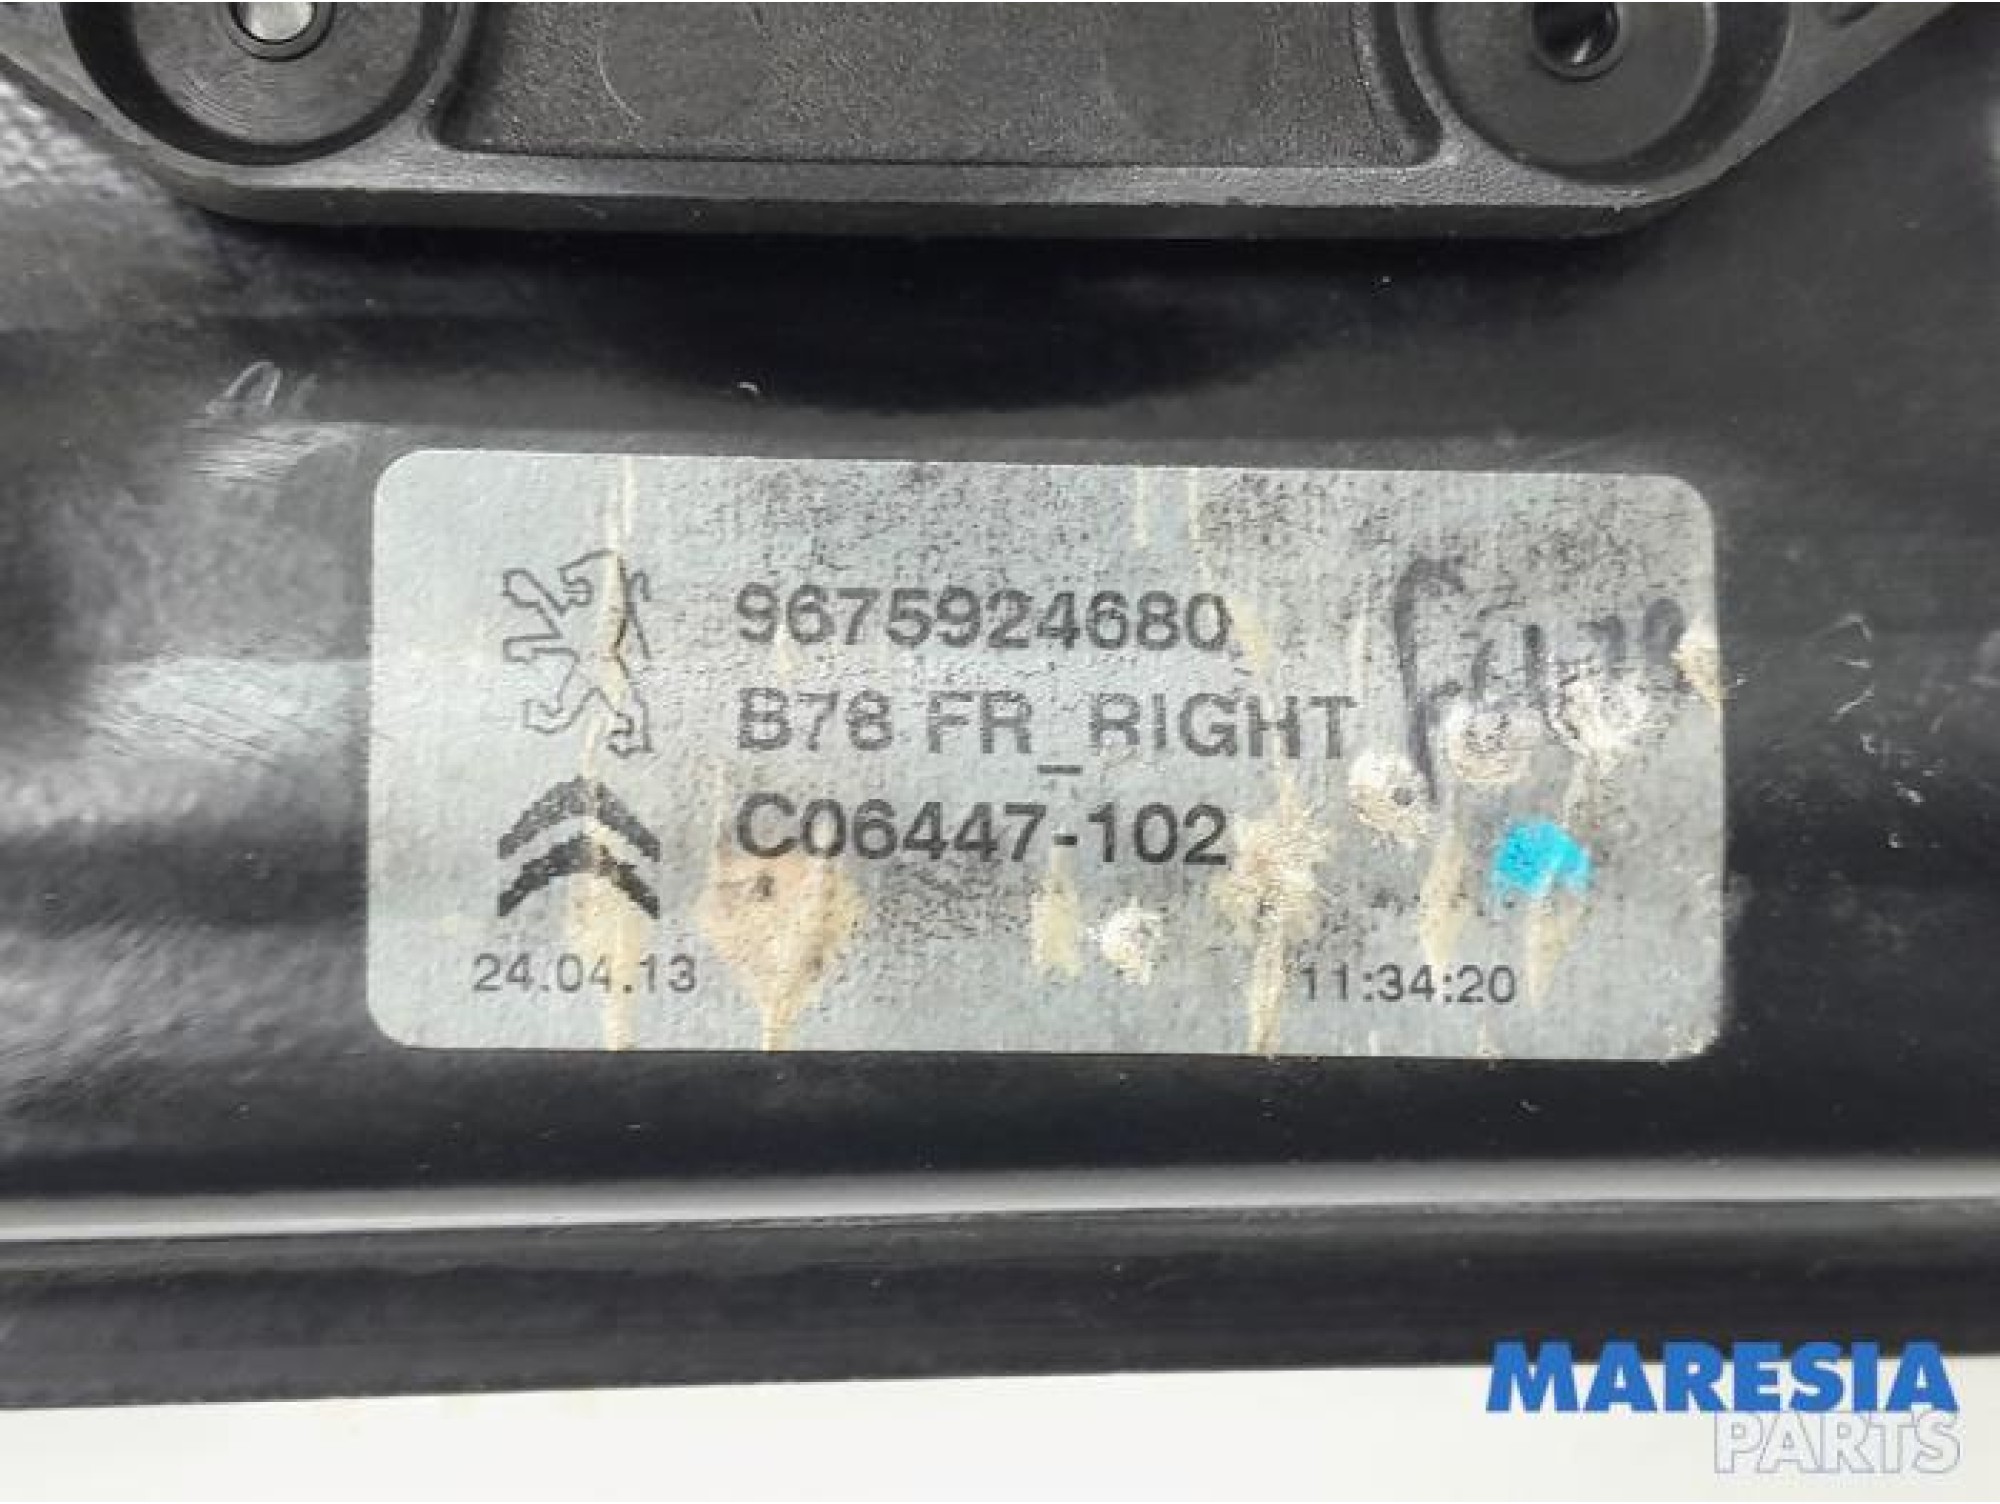 9675924680
B78 FR_RIGHT
C06447-102
24.04.13 11:34:20
MARESIA
PARTS